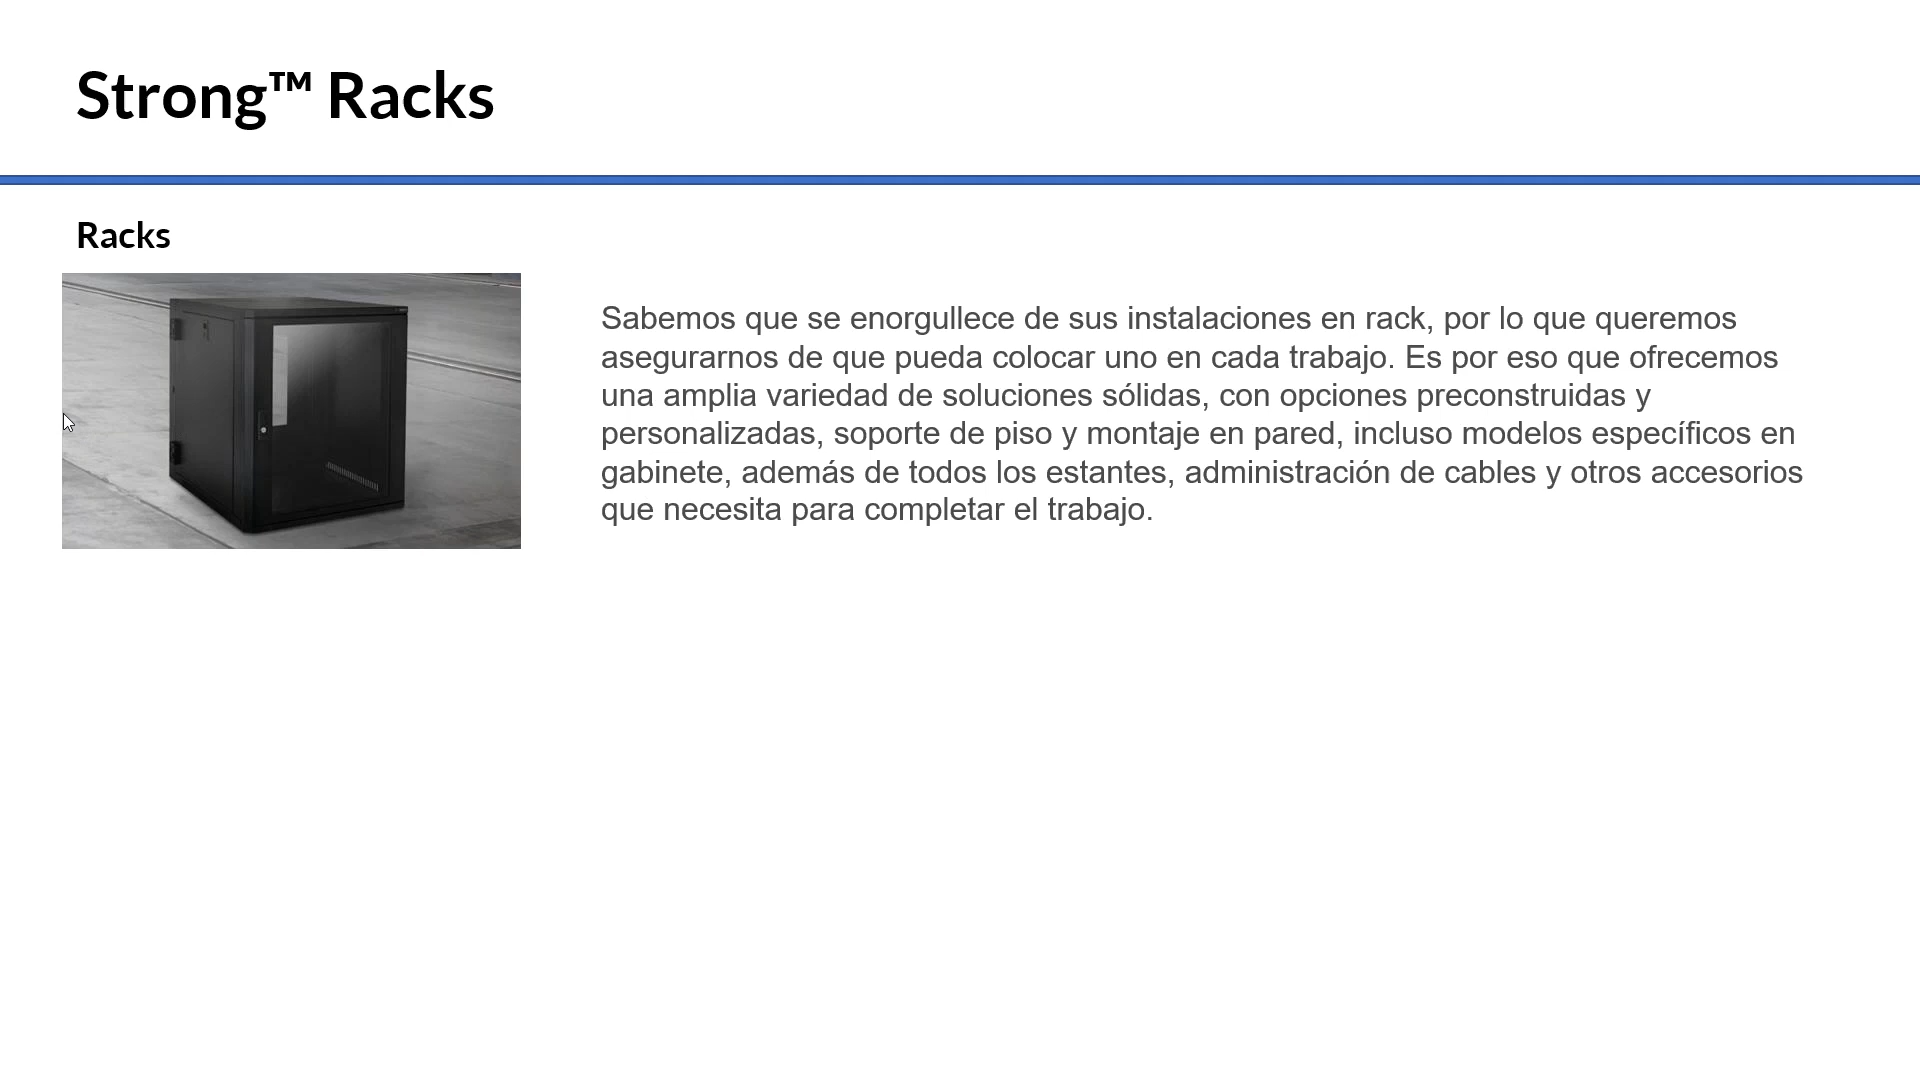 Strong™ Racks
Racks
Sabemos que se enorgullece de sus instalaciones en rack, por lo que queremos
asegurarnos de que pueda colocar uno en cada trabajo. Es por eso que ofrecemos
una amplia variedad de soluciones sólidas, con opciones preconstruidas y
personalizadas, soporte de piso y montaje en pared, incluso modelos específicos en
gabinete, además de todos los estantes, administración de cables y otros accesorios
que necesita para completar el trabajo.